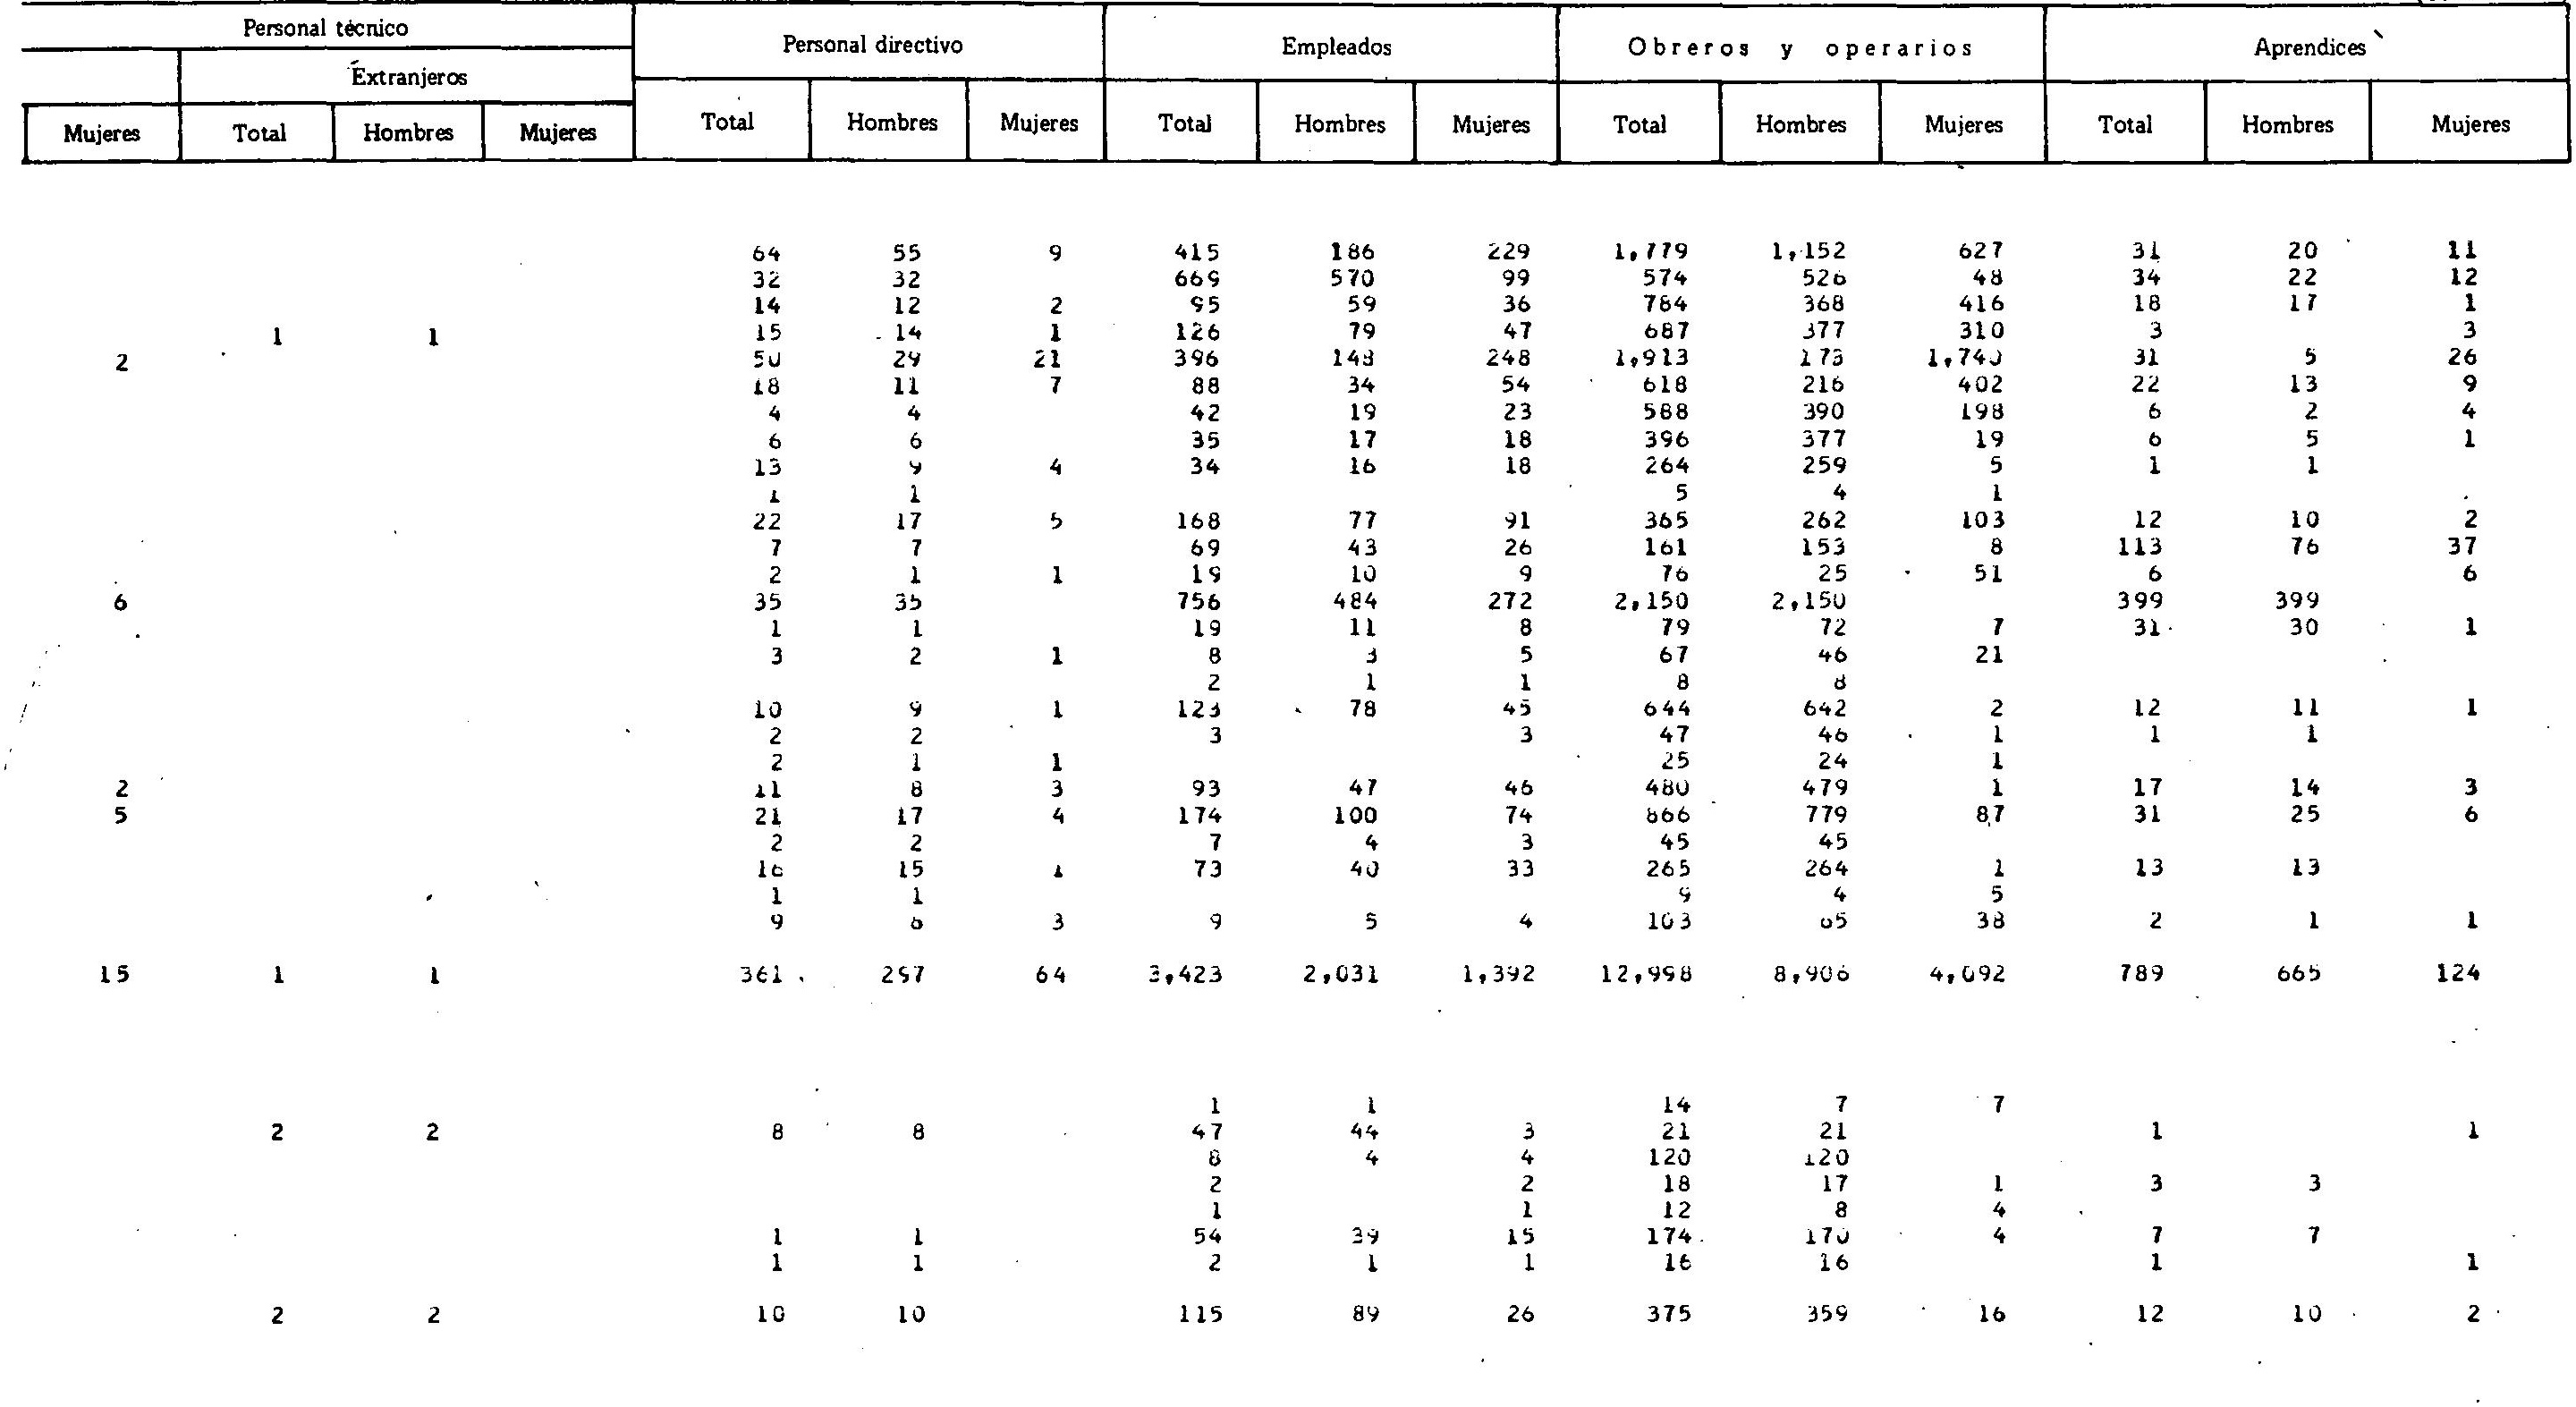 Personal técnico Personal directivo Empleados Obreros y operarios Aprendices
Extranjeros
Mujeres Total Hombres Mujeres Total Hombres Mujeres Total Hombres Mujeres Total Hombres Mujeres Total Hombres Mujeres
64 55 9 415 186 229 1,779 1,152 627 31 20 11
32 32 669 570 99 574 526 48 34 22 12
14 12 2 95 59 36 784 368 416 18 17 1
1 1 15 14 1 126 79 47 687 377 310 3 3
2 50 29 21 396 148 248 1,913 173 1,740 31 5 26
18 11 7 88 34 54 618 216 402 22 13 9
4 4 42 19 23 588 390 198 6 2 4
6 6 35 17 18 396 377 19 6 5 1
13 9 4 34 16 18 264 259 5 1 1
1 1 5 4 1
22 17 5 168 77 91 365 262 103 12 10 2
7 7 69 43 26 161 153 8 113 76 37
2 1 1 19 10 9 76 25 51 6 6
6 35 35 756 484 272 2,150 2,150 399 399
1 1 19 11 8 79 72 7 31 30 1
3 2 1 8 3 5 67 46 21
2 1 1 8 8
10 9 1 123 78 45 644 642 2 12 11 1
2 2 3 3 47 46 1 1 1
2 1 1 25 24 1
2 11 8 3 93 47 46 480 479 1 17 14 3
5 21 17 4 174 100 74 866 779 87 31 25 6
2 2 7 4 3 45 45
16 15 1 73 40 33 265 264 1 13 13
1 1 9 4 5
9 6 3 9 5 4 103 65 38 2 1 1
15 1 1 361 297 64 3,423 2,031 1,392 12,998 8,906 4,092 789 665 124
1 1 14 7 7
2 2 8 8 47 44 3 21 21 1 1
8 4 4 120 120
2 2 18 17 1 3 3
1 1 12 8 4
1 1 54 39 15 174 170 4 7 7
1 1 2 1 1 16 16 1 1
2 2 10 10 115 89 26 375 359 16 12 10 2